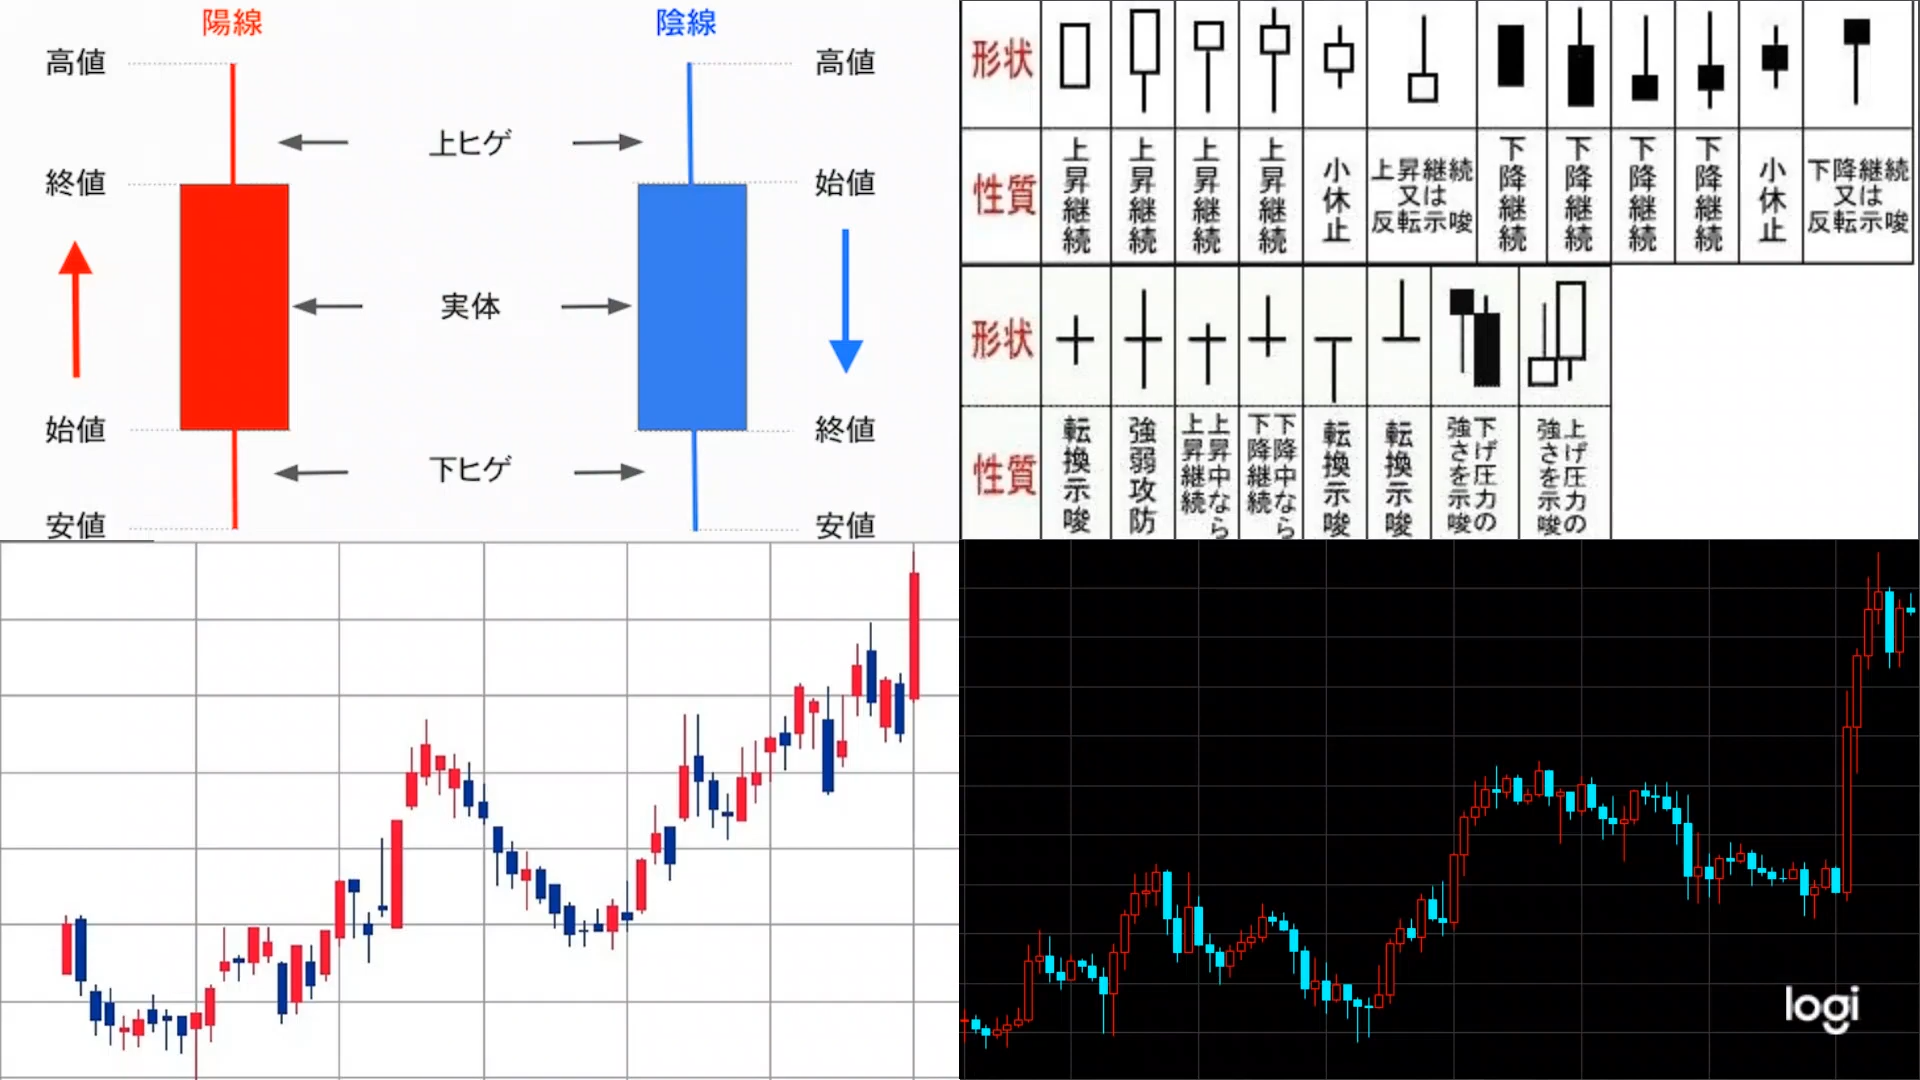 陽線
陰線
高値
高値
上ヒゲ
終値
始値
実体
始値
終値
下ヒゲ
安値
安値
形状
性質
上昇継続
上昇継続
上昇継続
上昇継続
小休止
上昇継続
又は
反転示唆
下降継続
下降継続
下降継続
下降継続
小休止
下降継続
又は
反転示唆
形状
性質
転換示唆
強弱攻防
上昇中なら
上昇継続
下降中なら
下降継続
転換示唆
転換示唆
下げ圧力の
強さを示唆
上げ圧力の
強さを示唆
logi